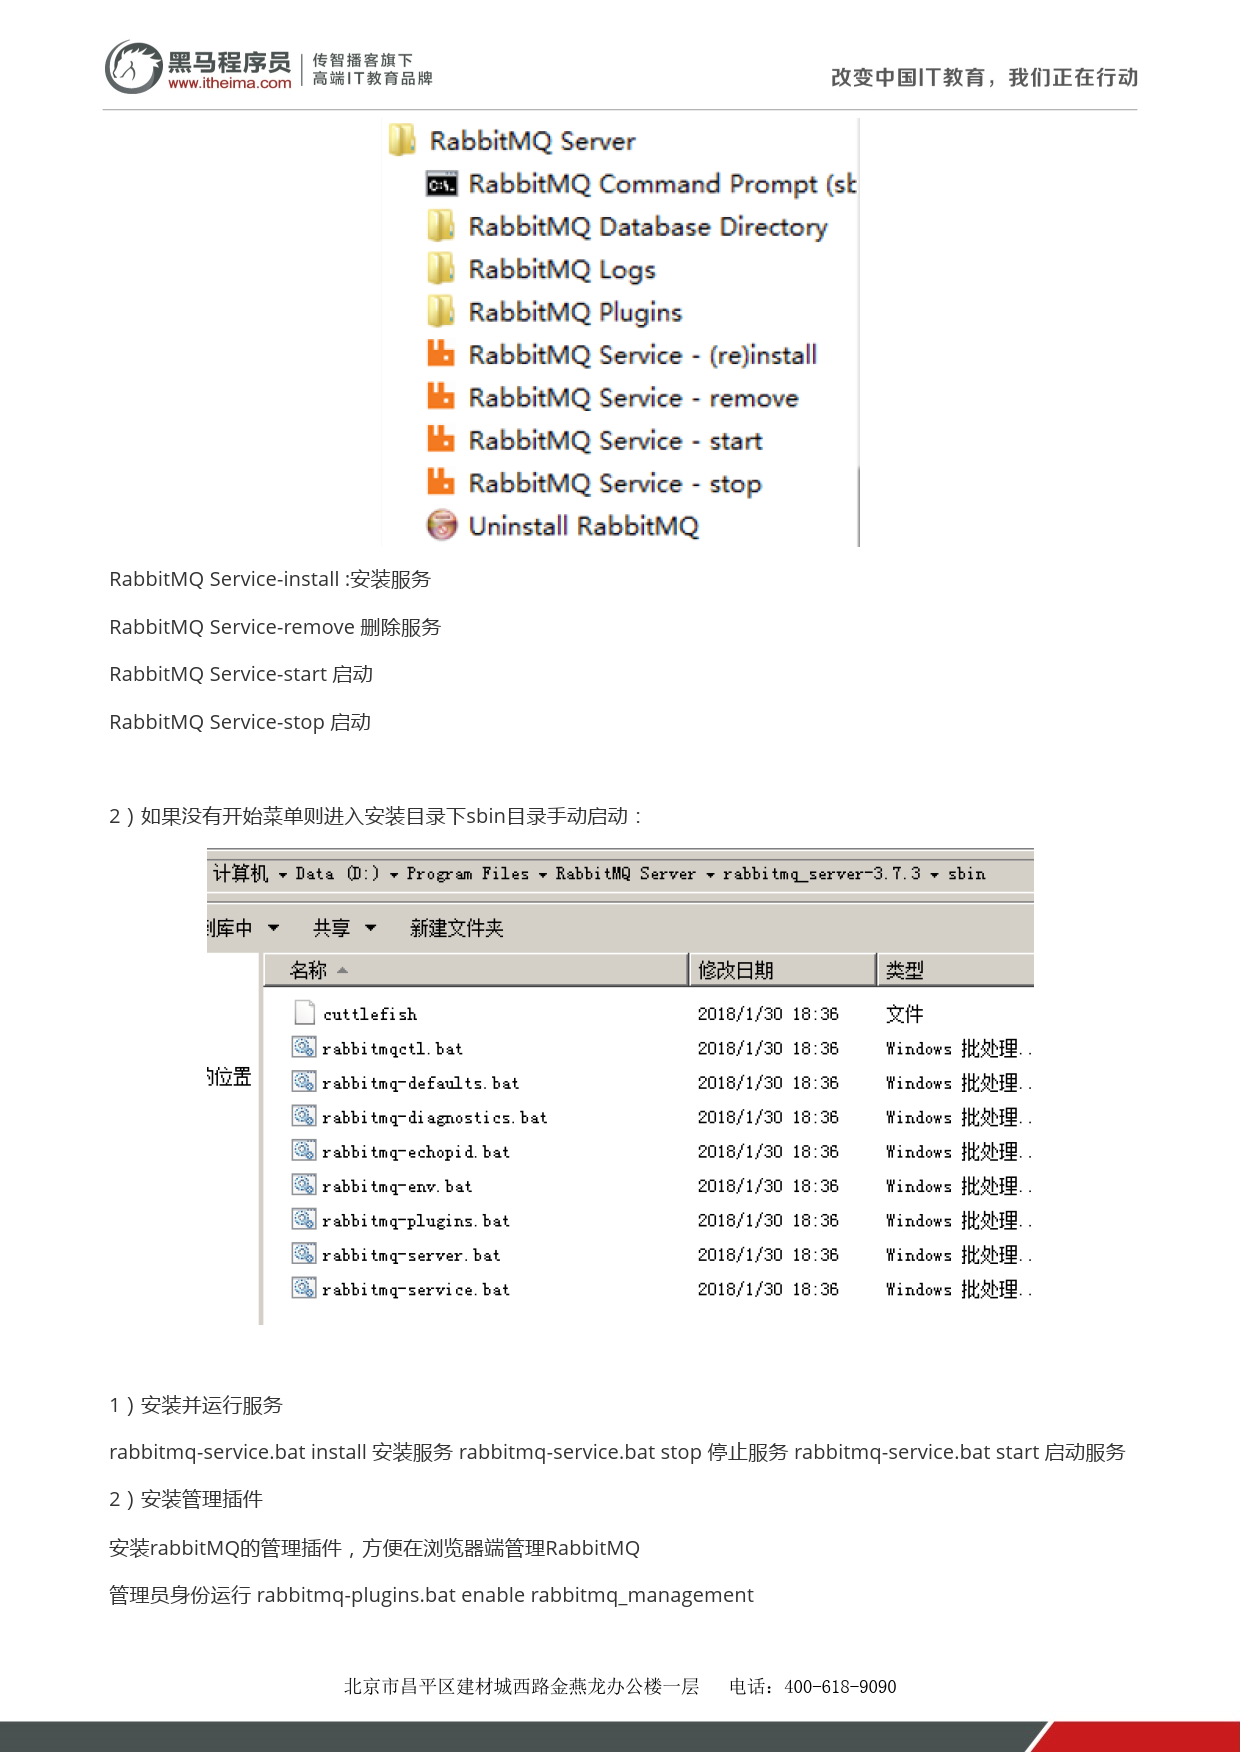 黑马程序员
www.itheima.com
传智播客旗下
高端IT教育品牌
改变中国IT教育，我们正在行动
RabbitMQ Server
C:\.
RabbitMQ Command Prompt (sb
RabbitMQ Database Directory
RabbitMQ Logs
RabbitMQ Plugins
RabbitMQ Service - (re)install
RabbitMQ Service - remove
RabbitMQ Service - start
RabbitMQ Service - stop
Uninstall RabbitMQ
RabbitMQ Service-install :安装服务
RabbitMQ Service-remove 删除服务
RabbitMQ Service-start 启动
RabbitMQ Service-stop 启动
2）如果没有开始菜单则进入安装目录下sbin目录手动启动：
计算机 Data (D:) Program Files RabbitMQ Server rabbitmq_server-3.7.3 sbin
到库中 共享 新建文件夹
名称 修改日期 类型
cuttlefish 2018/1/30 18:36 文件
rabbitmqctl.bat 2018/1/30 18:36 Windows 批处理..
的位置
rabbitmq-defaults.bat 2018/1/30 18:36 Windows 批处理..
rabbitmq-diagnostics.bat 2018/1/30 18:36 Windows 批处理..
rabbitmq-echopid.bat 2018/1/30 18:36 Windows 批处理..
rabbitmq-env.bat 2018/1/30 18:36 Windows 批处理..
rabbitmq-plugins.bat 2018/1/30 18:36 Windows 批处理..
rabbitmq-server.bat 2018/1/30 18:36 Windows 批处理..
rabbitmq-service.bat 2018/1/30 18:36 Windows 批处理..
1）安装并运行服务
rabbitmq-service.bat install 安装服务 rabbitmq-service.bat stop 停止服务 rabbitmq-service.bat start 启动服务
2）安装管理插件
安装rabbitMQ的管理插件，方便在浏览器端管理RabbitMQ
管理员身份运行 rabbitmq-plugins.bat enable rabbitmq_management
北京市昌平区建材城西路金燕龙办公楼一层 电话：400-618-9090